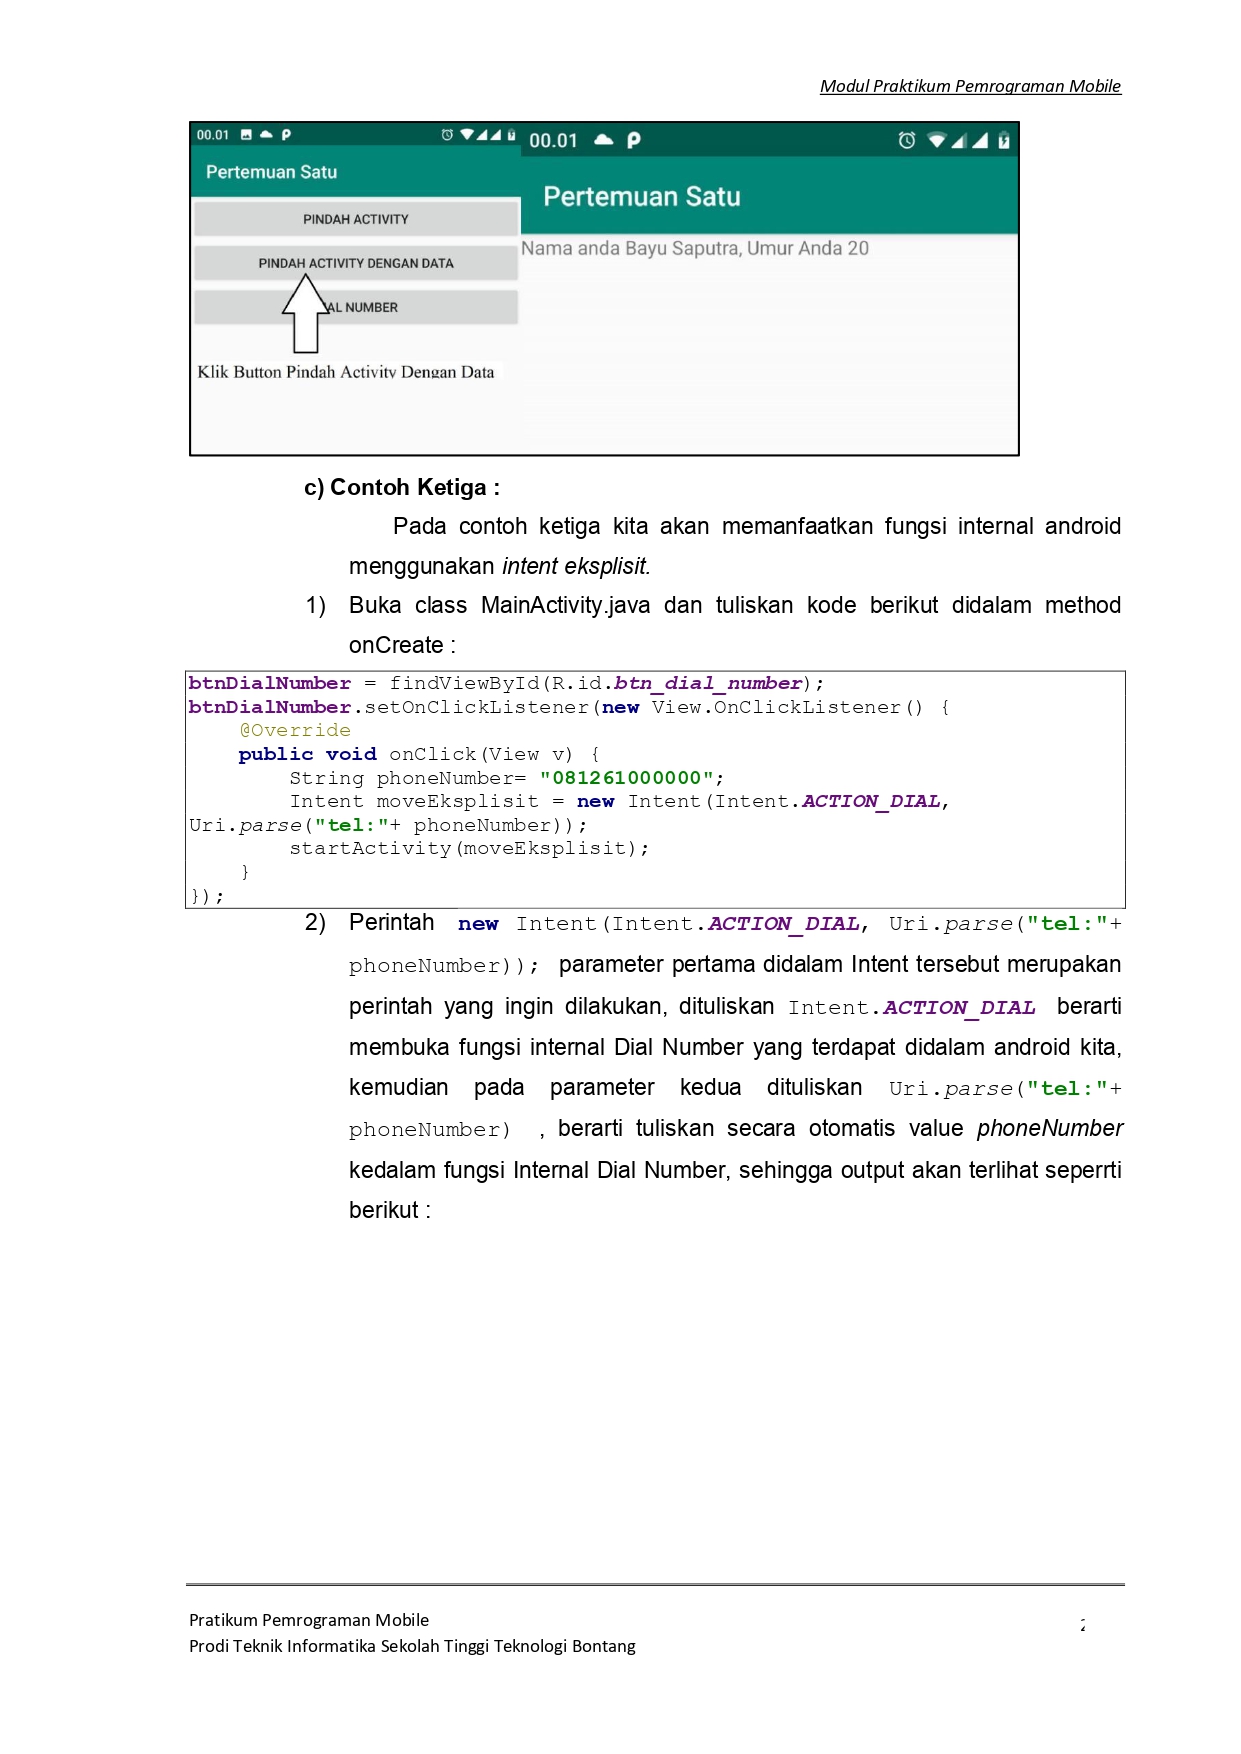 Modul Praktikum Pemrograman Mobile
00.01
Pertemuan Satu
PINDAH ACTIVITY
PINDAH ACTIVITY DENGAN DATA
AL NUMBER
Klik Button Pindah Activity Dengan Data
00.01
Pertemuan Satu
Nama anda Bayu Saputra, Umur Anda 20
c) Contoh Ketiga :
Pada contoh ketiga kita akan memanfaatkan fungsi internal android
menggunakan intent eksplisit.
1) Buka class MainActivity.java dan tuliskan kode berikut didalam method
onCreate :
btnDialNumber = findViewById(R.id.btn_dial_number);
btnDialNumber.setOnClickListener(new View.OnClickListener() {
    @Override
    public void onClick(View v) {
        String phoneNumber= "081261000000";
        Intent moveEksplisit = new Intent(Intent.ACTION_DIAL,
Uri.parse("tel:"+ phoneNumber));
        startActivity(moveEksplisit);
    }
});
2) Perintah new Intent(Intent.ACTION_DIAL, Uri.parse("tel:"+
phoneNumber)); parameter pertama didalam Intent tersebut merupakan
perintah yang ingin dilakukan, dituliskan Intent.ACTION_DIAL berarti
membuka fungsi internal Dial Number yang terdapat didalam android kita,
kemudian pada parameter kedua dituliskan Uri.parse("tel:"+
phoneNumber) , berarti tuliskan secara otomatis value phoneNumber
kedalam fungsi Internal Dial Number, sehingga output akan terlihat seperrti
berikut :
Pratikum Pemrograman Mobile
Prodi Teknik Informatika Sekolah Tinggi Teknologi Bontang